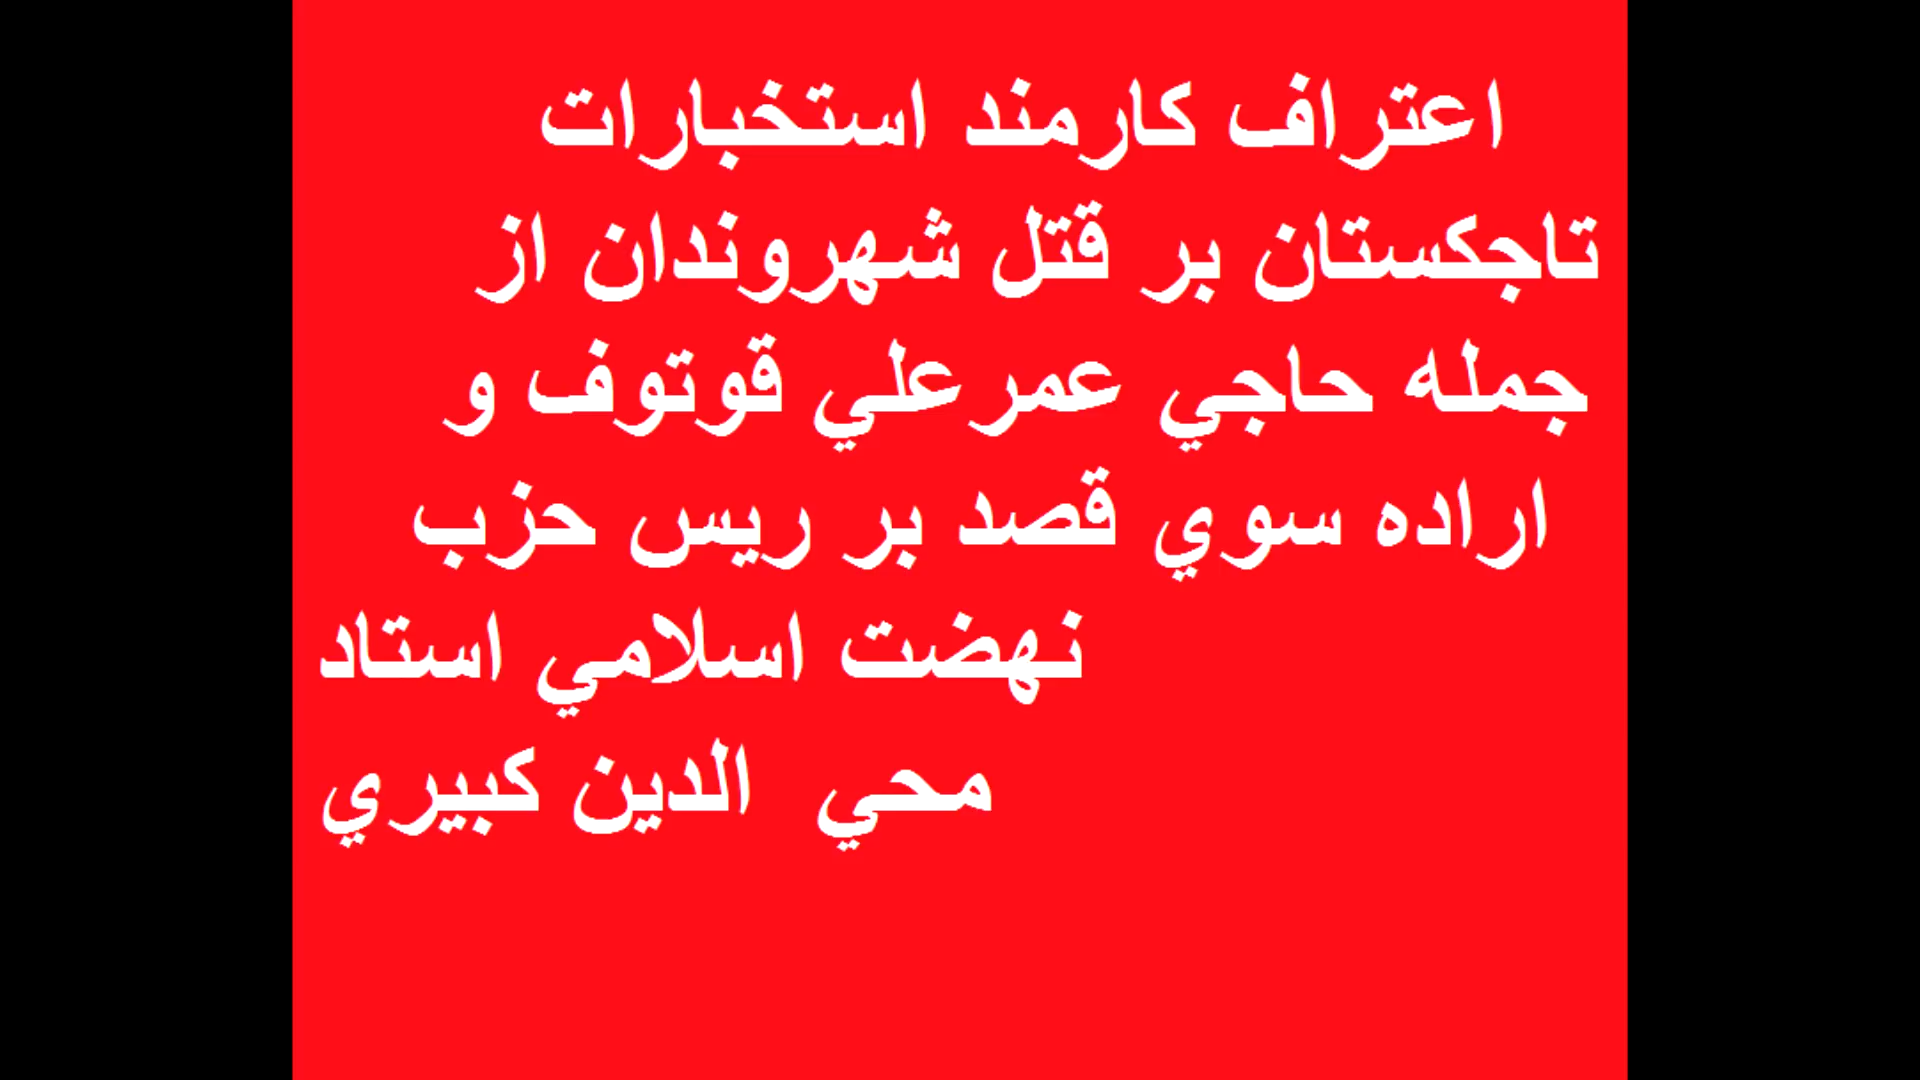 اعتراف كارمند استخبارات
تاجكستان بر قتل شهروندان از
جمله حاجي عمرعلي قوتوف و
اراده سوي قصد بر ريس حزب
نهضت اسلامي استاد
محي الدين كبيري